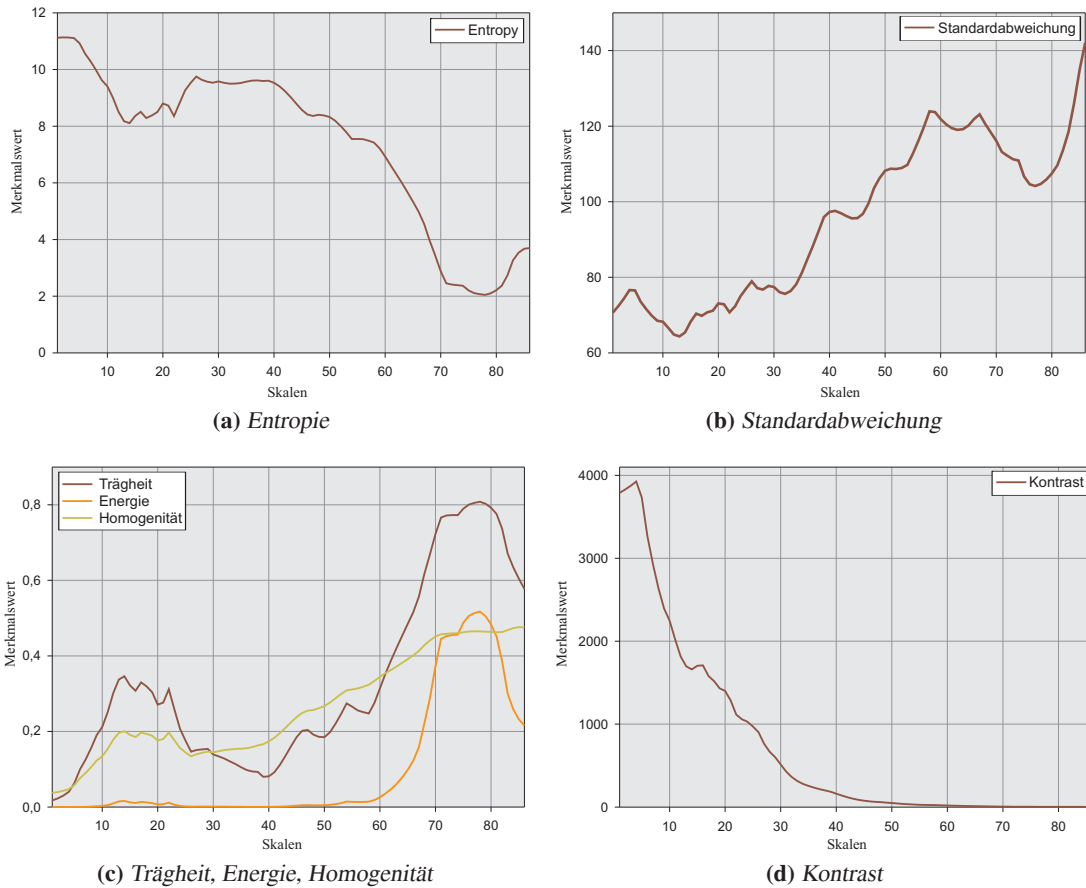 12
10
8
6
4
2
0
Merkmalswert
Entropy
10 20 30 40 50 60 70 80
Skalen
(a) Entropie
140
120
100
80
60
Merkmalswert
Standardabweichung
10 20 30 40 50 60 70 80
Skalen
(b) Standardabweichung
0,8
0,6
0,4
0,2
0,0
Merkmalswert
Trägheit
Energie
Homogenität
10 20 30 40 50 60 70 80
Skalen
(c) Trägheit, Energie, Homogenität
4000
3000
2000
1000
0
Merkmalswert
Kontrast
10 20 30 40 50 60 70 80
Skalen
(d) Kontrast